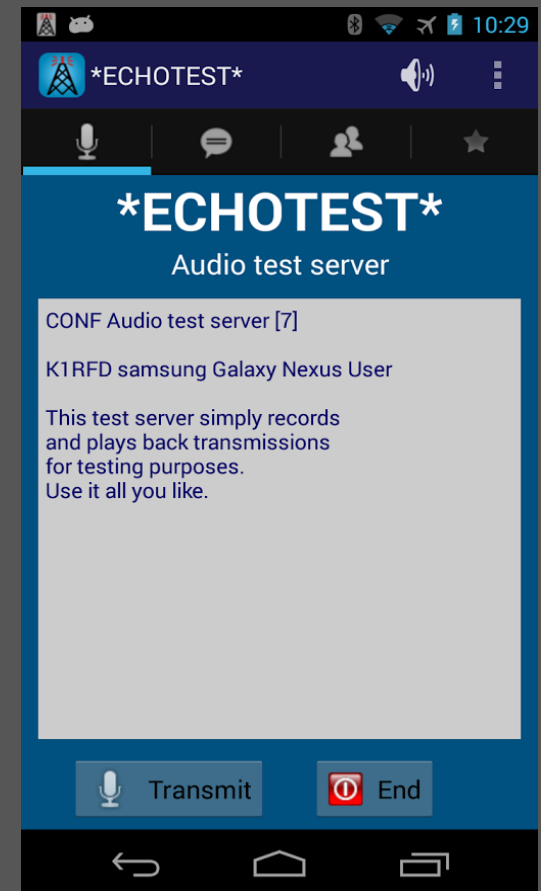 10:29
*ECHOTEST*
*ECHOTEST*
Audio test server
CONF Audio test server [7]
K1RFD samsung Galaxy Nexus User
This test server simply records
and plays back transmissions
for testing purposes.
Use it all you like.
Transmit
End